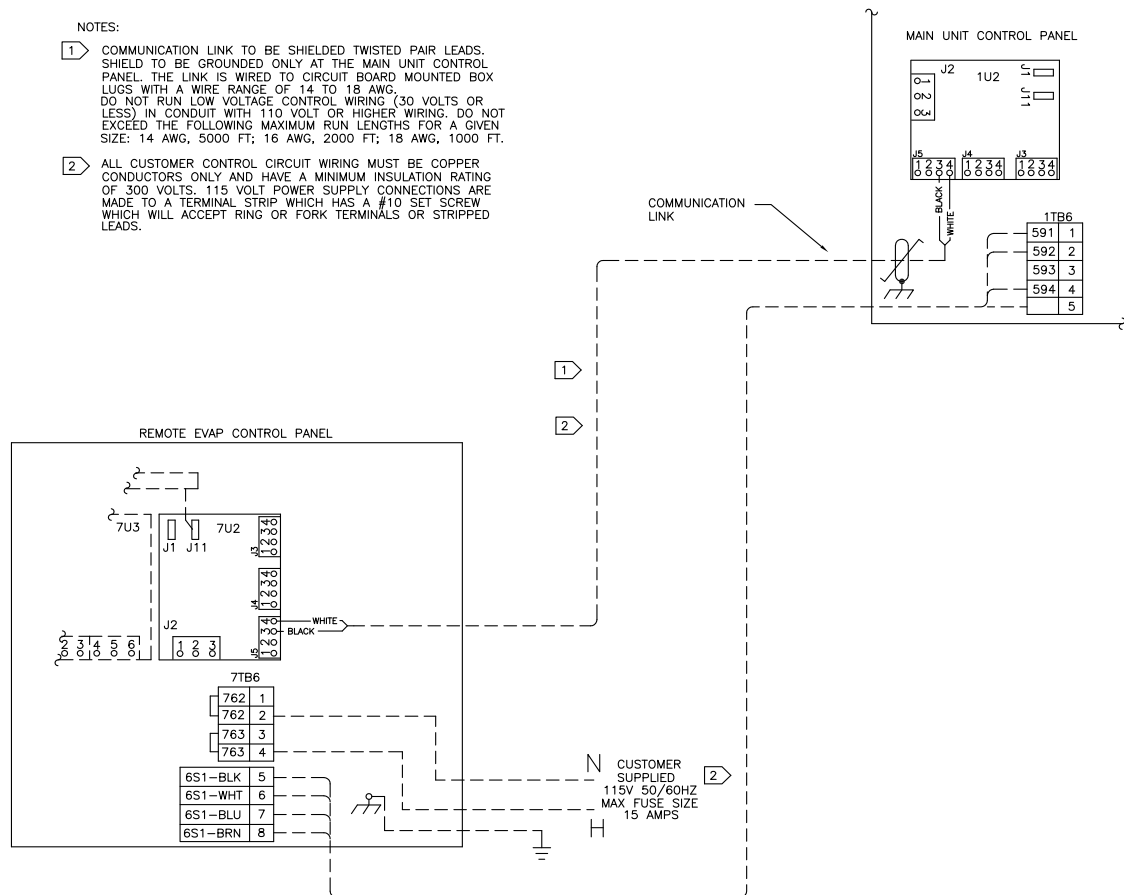 NOTES:
1 COMMUNICATION LINK TO BE SHIELDED TWISTED PAIR LEADS.
SHIELD TO BE GROUNDED ONLY AT THE MAIN UNIT CONTROL
PANEL. THE LINK IS WIRED TO CIRCUIT BOARD MOUNTED BOX
LUGS WITH A WIRE RANGE OF 14 TO 18 AWG.
DO NOT RUN LOW VOLTAGE CONTROL WIRING (30 VOLTS OR
LESS) IN CONDUIT WITH 110 VOLT OR HIGHER WIRING. DO NOT
EXCEED THE FOLLOWING MAXIMUM RUN LENGTHS FOR A GIVEN
SIZE: 14 AWG, 5000 FT; 16 AWG, 2000 FT; 18 AWG, 1000 FT.
2 ALL CUSTOMER CONTROL CIRCUIT WIRING MUST BE COPPER
CONDUCTORS ONLY AND HAVE A MINIMUM INSULATION RATING
OF 300 VOLTS. 115 VOLT POWER SUPPLY CONNECTIONS ARE
MADE TO A TERMINAL STRIP WHICH HAS A #10 SET SCREW
WHICH WILL ACCEPT RING OR FORK TERMINALS OR STRIPPED
LEADS.
MAIN UNIT CONTROL PANEL
J2
1U2
J1
J11
1 2 3
J5
1 2 3 4
J4
1 2 3 4
J3
1 2 3 4
BLACK
WHITE
COMMUNICATION
LINK
1TB6
591 1
592 2
593 3
594 4
5
1
2
REMOTE EVAP CONTROL PANEL
7U3
7U2
J1 J11
J3
1 2 3 4
J4
1 2 3 4
J2
1 2 3
J5
1 2 3 4
WHITE
BLACK
2 3 4 5 6
7TB6
762 1
762 2
763 3
763 4
6S1-BLK 5
6S1-WHT 6
6S1-BLU 7
6S1-BRN 8
N
H
CUSTOMER
SUPPLIED
115V 50/60HZ
MAX FUSE SIZE
15 AMPS
2